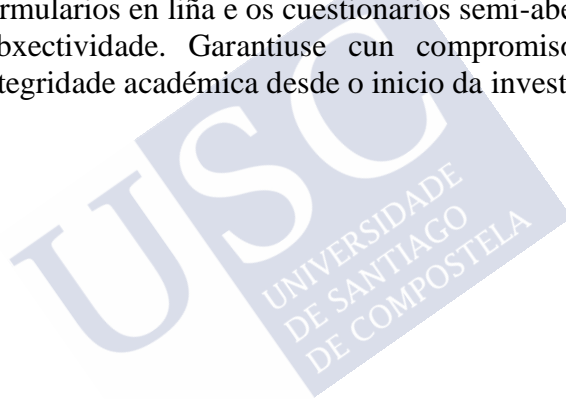 rmularios en liña e os cuestionarios semi-abe
bxectividade. Garantiuse cun compromiso
tegridade académica desde o inicio da invest
USC
UNIVERSIDADE
DE SANTIAGO
DE COMPOSTELA